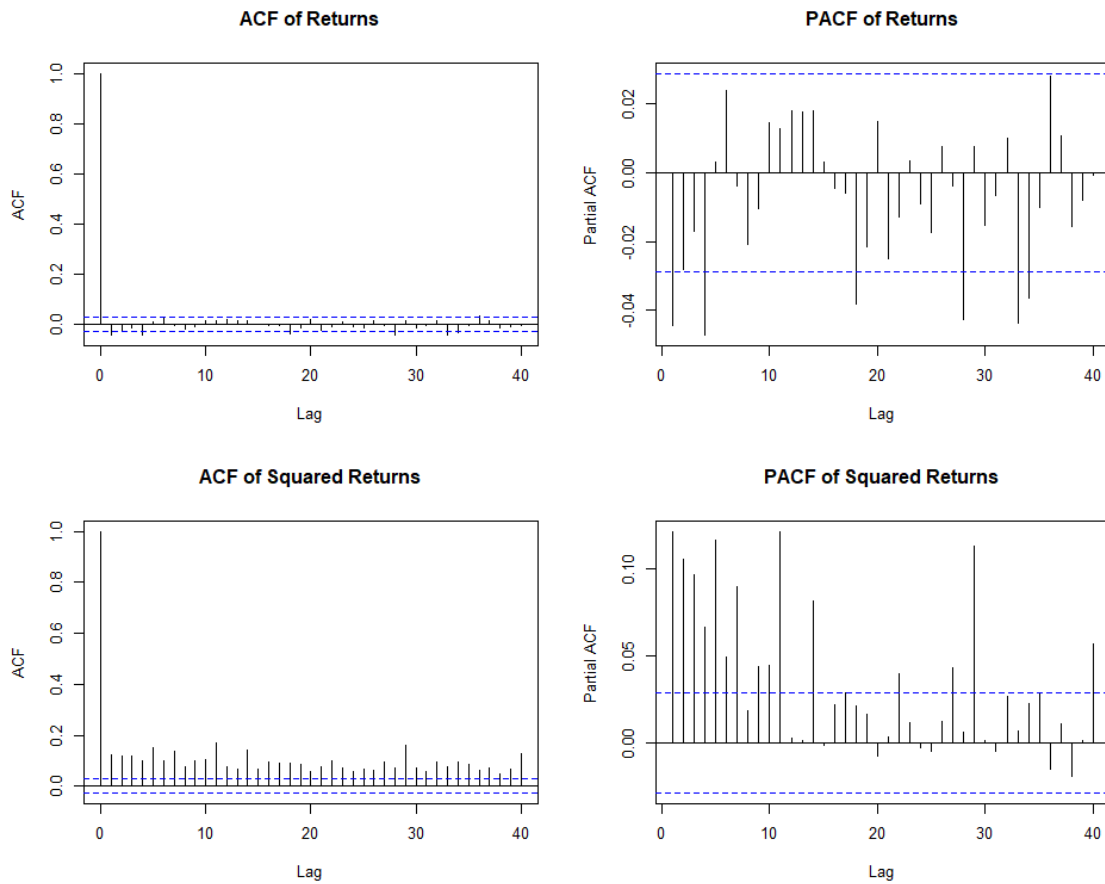 ACF of Returns
ACF
0.0 0.2 0.4 0.6 0.8 1.0
0 10 20 30 40
Lag
PACF of Returns
Partial ACF
-0.04 -0.02 0.00 0.02
0 10 20 30 40
Lag
ACF of Squared Returns
ACF
0.0 0.2 0.4 0.6 0.8 1.0
0 10 20 30 40
Lag
PACF of Squared Returns
Partial ACF
0.00 0.05 0.10
0 10 20 30 40
Lag